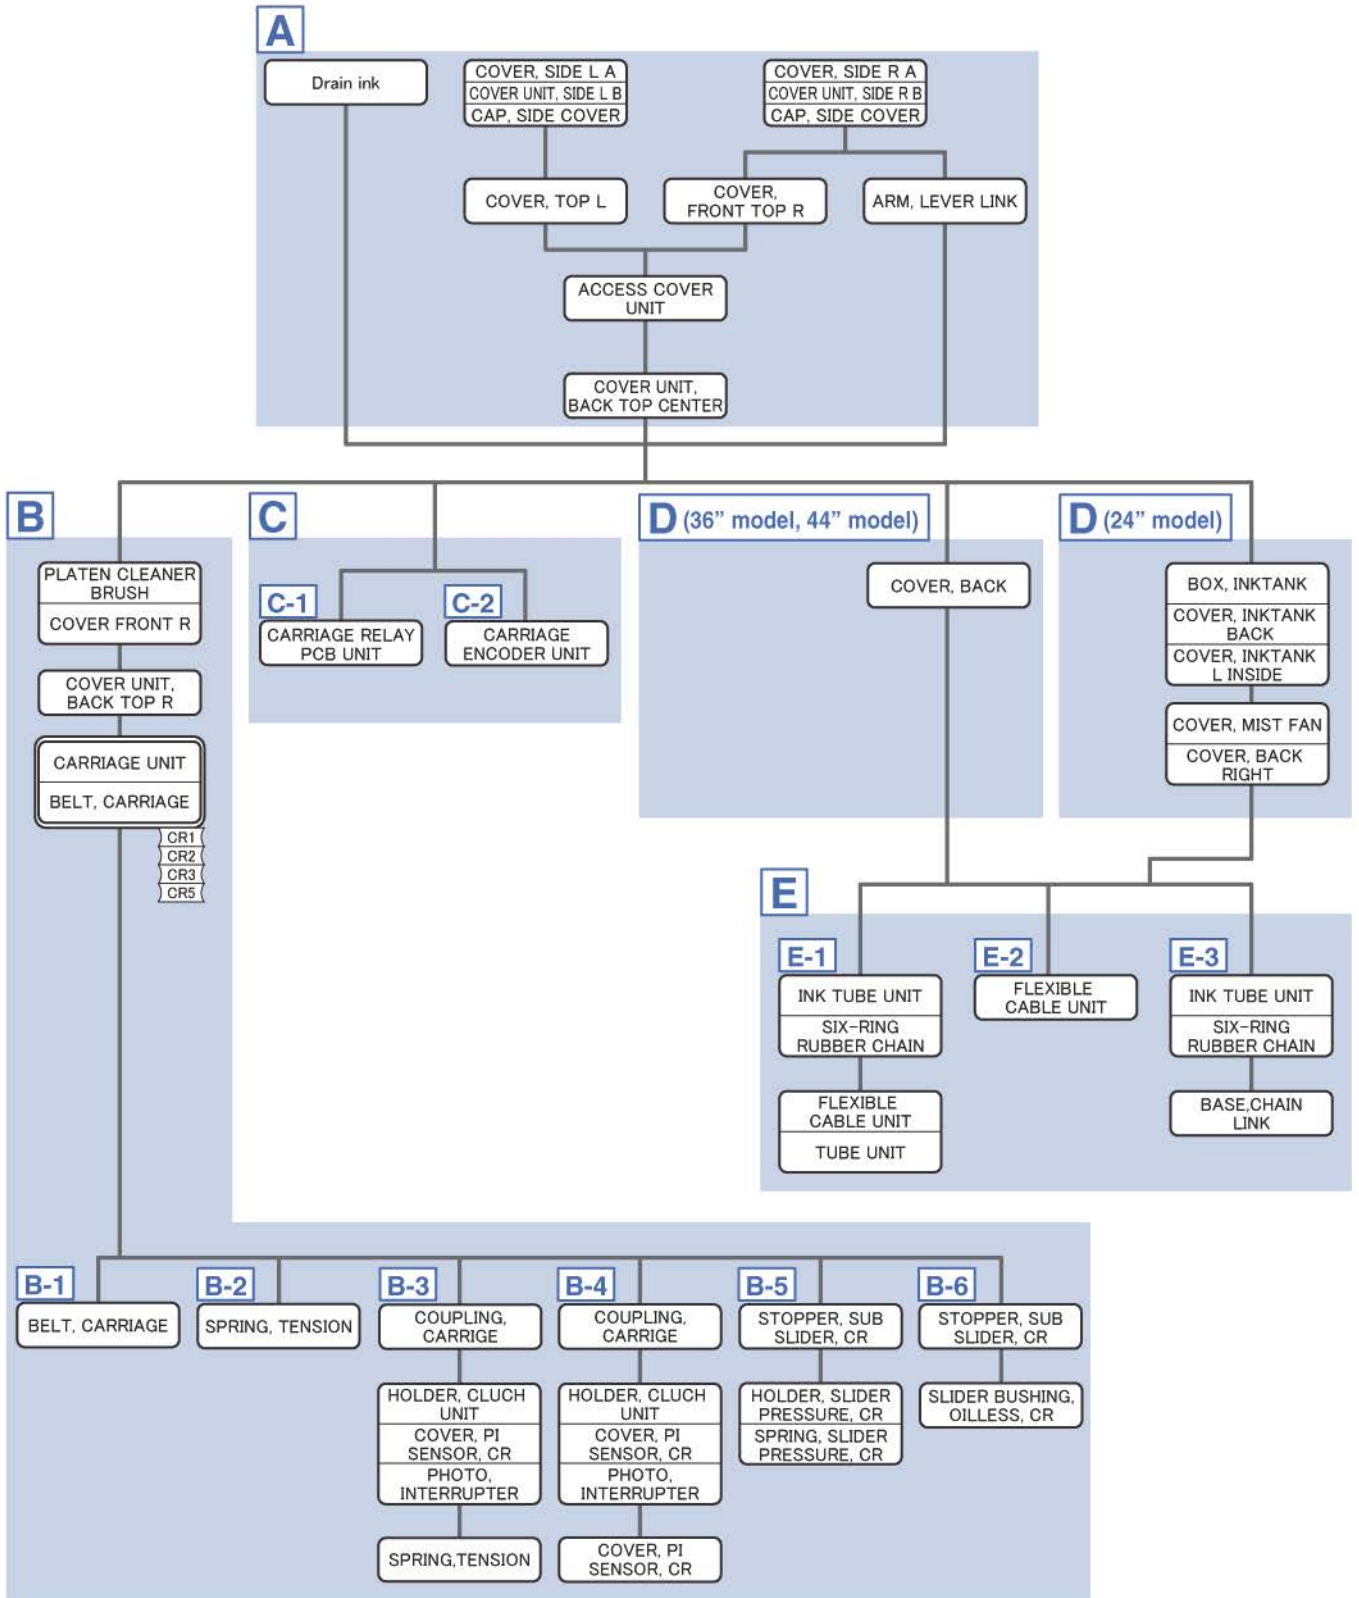 A
Drain ink
COVER, SIDE L A
COVER UNIT, SIDE L B
CAP, SIDE COVER
COVER, SIDE R A
COVER UNIT, SIDE R B
CAP, SIDE COVER
COVER, TOP L
COVER,
FRONT TOP R
ARM, LEVER LINK
ACCESS COVER
UNIT
COVER UNIT,
BACK TOP CENTER
B
PLATEN CLEANER
BRUSH
COVER FRONT R
COVER UNIT,
BACK TOP R
CARRIAGE UNIT
BELT, CARRIAGE
CR1
CR2
CR3
CR5
C
C-1
CARRIAGE RELAY
PCB UNIT
C-2
CARRIAGE
ENCODER UNIT
D (36” model, 44” model)
COVER, BACK
D (24” model)
BOX, INKTANK
COVER, INKTANK
BACK
COVER, INKTANK
L INSIDE
COVER, MIST FAN
COVER, BACK
RIGHT
E
E-1
INK TUBE UNIT
SIX-RING
RUBBER CHAIN
FLEXIBLE
CABLE UNIT
TUBE UNIT
E-2
FLEXIBLE
CABLE UNIT
E-3
INK TUBE UNIT
SIX-RING
RUBBER CHAIN
BASE,CHAIN
LINK
B-1
BELT, CARRIAGE
B-2
SPRING, TENSION
B-3
COUPLING,
CARRIGE
HOLDER, CLUCH
UNIT
COVER, PI
SENSOR, CR
PHOTO,
INTERRUPTER
SPRING,TENSION
B-4
COUPLING,
CARRIGE
HOLDER, CLUCH
UNIT
COVER, PI
SENSOR, CR
PHOTO,
INTERRUPTER
COVER, PI
SENSOR, CR
B-5
STOPPER, SUB
SLIDER, CR
HOLDER, SLIDER
PRESSURE, CR
SPRING, SLIDER
PRESSURE, CR
B-6
STOPPER, SUB
SLIDER, CR
SLIDER BUSHING,
OILLESS, CR